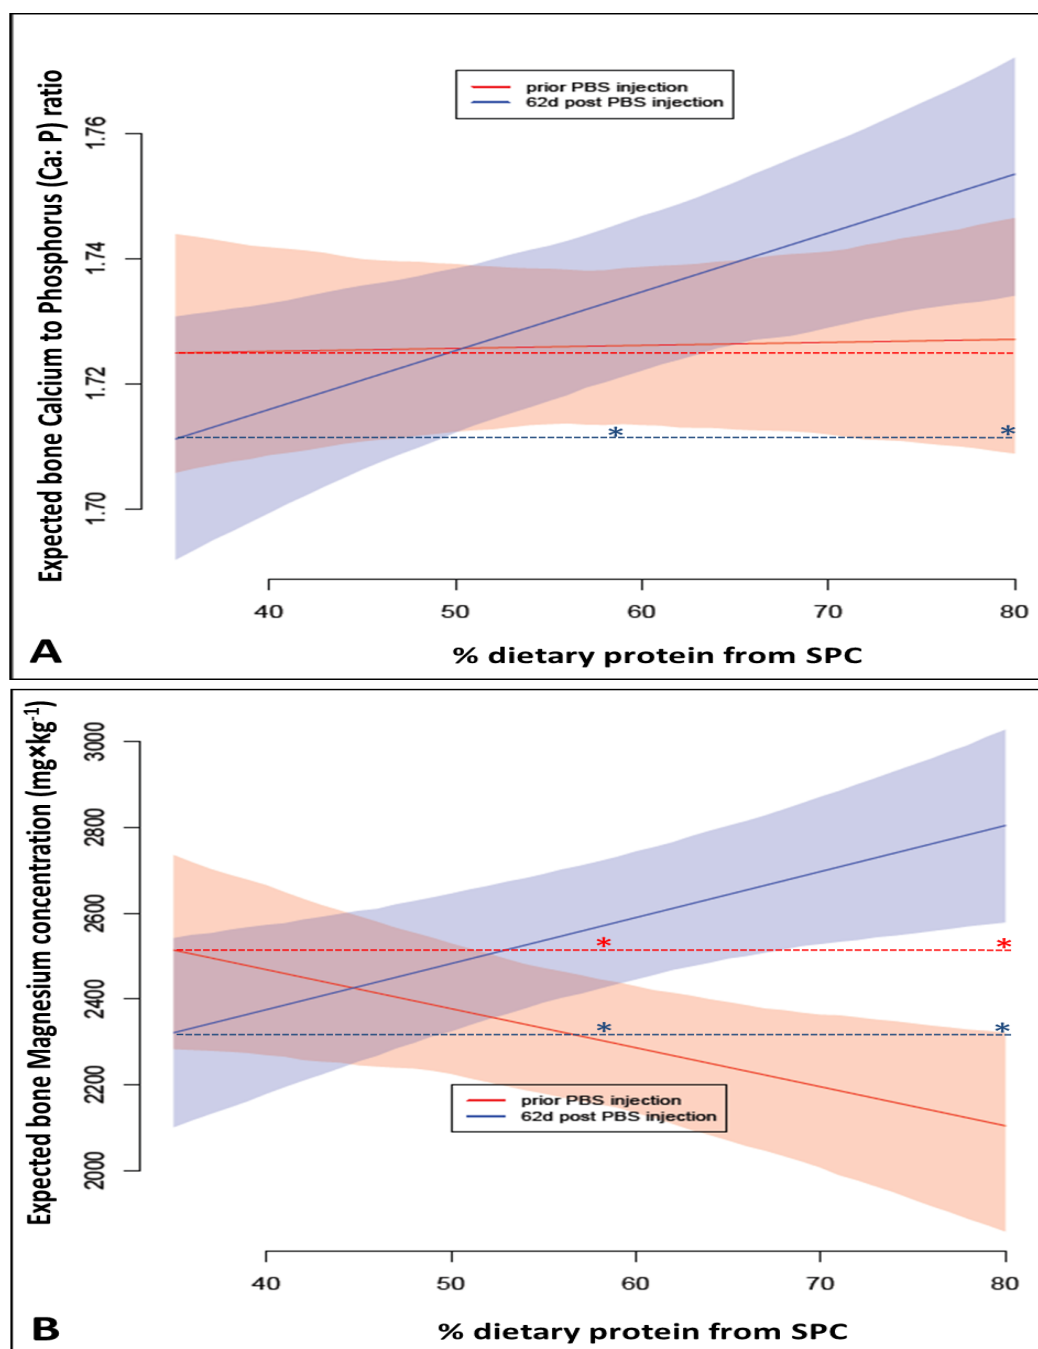 Expected bone Calcium to Phosphorus (Ca: P) ratio
prior PBS injection
62d post PBS injection
1.76
1.74
1.72
1.70
*
*
40 50 60 70 80
A
% dietary protein from SPC
Expected bone Magnesium concentration (mg×kg⁻¹)
3000
2800
2600
2400
2200
2000
*
*
*
*
prior PBS injection
62d post PBS injection
40 50 60 70 80
B
% dietary protein from SPC